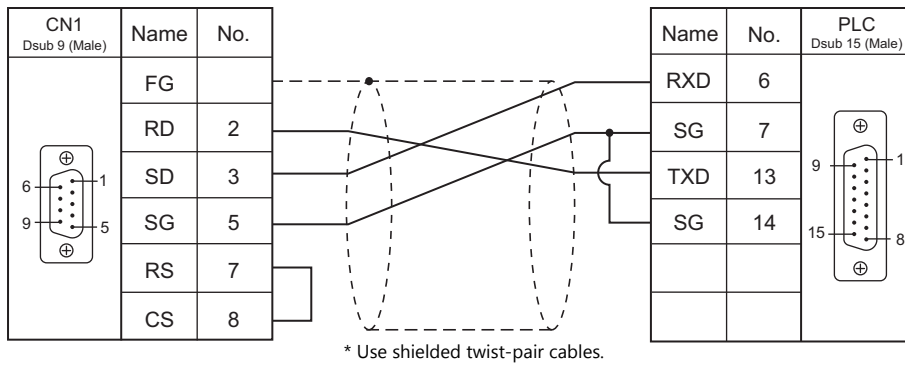 CN1
Dsub 9 (Male)
Name No.
FG
RD 2
SD 3
SG 5
RS 7
CS 8
6
1
9
5
Name No.
RXD 6
SG 7
TXD 13
SG 14
PLC
Dsub 15 (Male)
9
1
15
8
* Use shielded twist-pair cables.